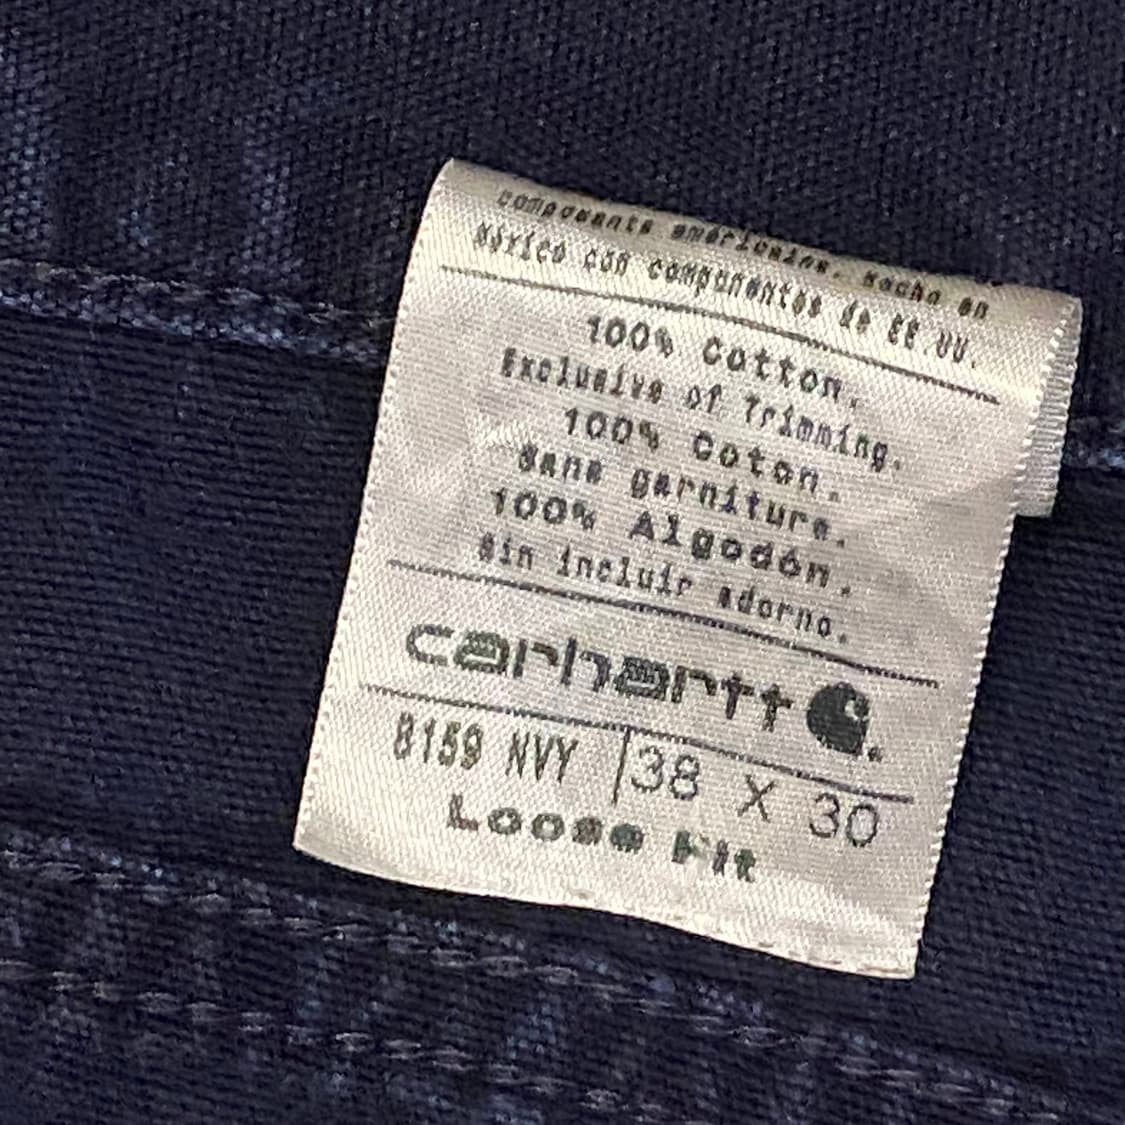 composants américains. Hecho en
México con componentes de EE.UU.
100% Cotton.
Exclusive of Trimming.
100% Coton.
Sans garniture.
100% Algodón.
Sin incluir adorno.
carhartt
8159 NVY 38 X 30
Loose Fit